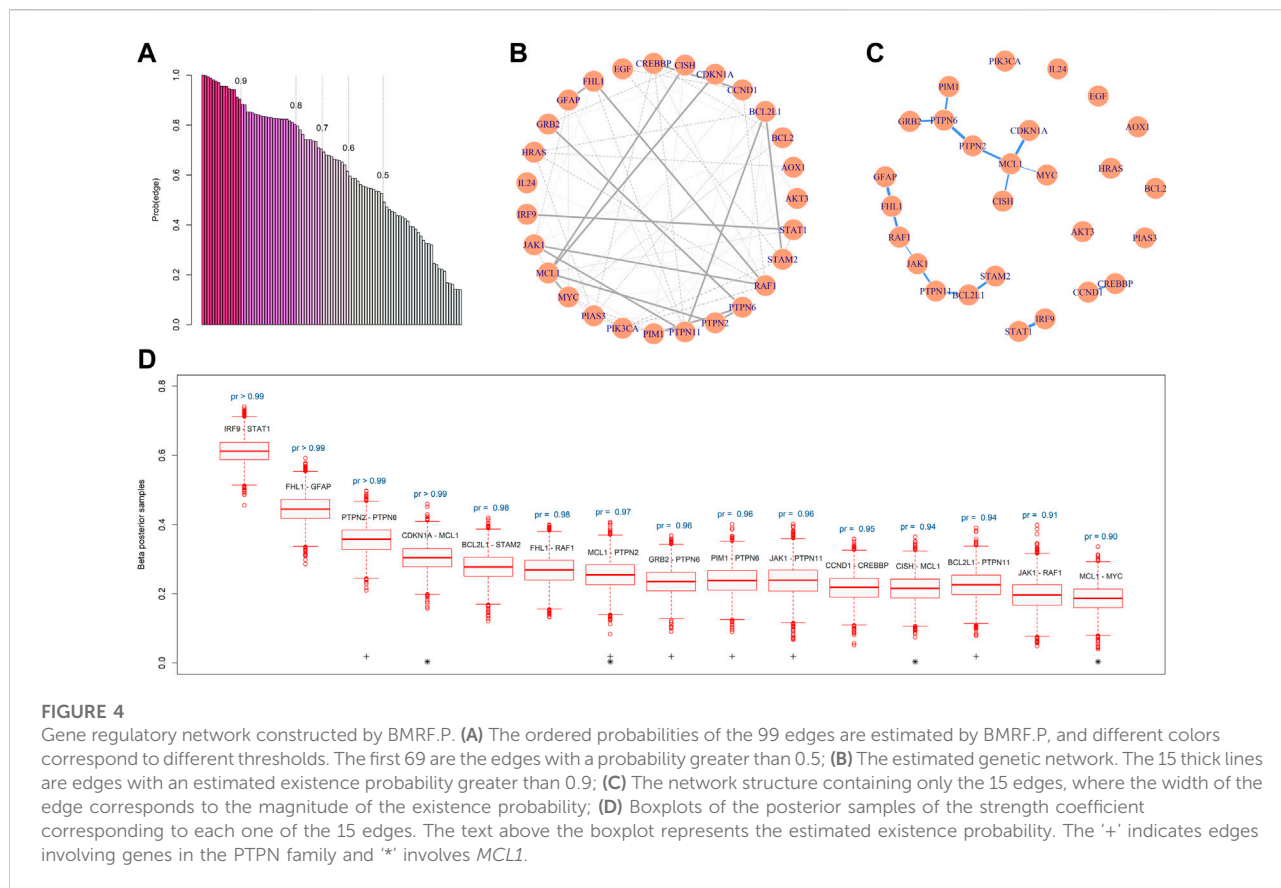 A
1.0
0.8
0.6
0.4
0.2
0.0
Prob(edge)
0.9
0.8
0.7
0.6
0.5
B
CREBBP
CISH
CDKN1A
CCND1
BCL2L1
BCL2
AOX1
AKT3
STAT1
STAM2
RAF1
PTPN6
PTPN2
PTPN11
PIM1
PIK3CA
PIAS3
MYC
MCL1
JAK1
IRF9
IL24
HRAS
GRB2
GFAP
FHL1
EGF
C
PIK3CA
IL24
EGF
PIM1
GRB2
PTPN6
PTPN2
CDKN1A
MCL1
MYC
CISH
AOX1
HRAS
BCL2
AKT3
PIAS3
GFAP
FHL1
RAF1
JAK1
PTPN11
BCL2L1
STAM2
CCND1
CREBBP
STAT1
IRF9
D
0.8
0.6
0.4
0.2
0.0
Beta posterior samples
pr > 0.99
IRF9 - STAT1
pr > 0.99
FHL1 - GFAP
pr > 0.99
PTPN2 - PTPN6
+
pr > 0.99
CDKN1A - MCL1
*
pr = 0.98
BCL2L1 - STAM2
pr = 0.98
FHL1 - RAF1
pr = 0.97
MCL1 - PTPN2
+
*
pr = 0.96
GRB2 - PTPN6
+
pr = 0.96
PIM1 - PTPN6
+
pr = 0.96
JAK1 - PTPN11
+
pr = 0.95
CCND1 - CREBBP
pr = 0.94
CISH - MCL1
*
pr = 0.94
BCL2L1 - PTPN11
+
pr = 0.91
JAK1 - RAF1
pr = 0.90
MCL1 - MYC
*
FIGURE 4
Gene regulatory network constructed by BMRF.P. (A) The ordered probabilities of the 99 edges are estimated by BMRF.P, and different colors
correspond to different thresholds. The first 69 are the edges with a probability greater than 0.5; (B) The estimated genetic network. The 15 thick lines
are edges with an estimated existence probability greater than 0.9; (C) The network structure containing only the 15 edges, where the width of the
edge corresponds to the magnitude of the existence probability; (D) Boxplots of the posterior samples of the strength coefficient
corresponding to each one of the 15 edges. The text above the boxplot represents the estimated existence probability. The '+' indicates edges
involving genes in the PTPN family and '*' involves MCL1.